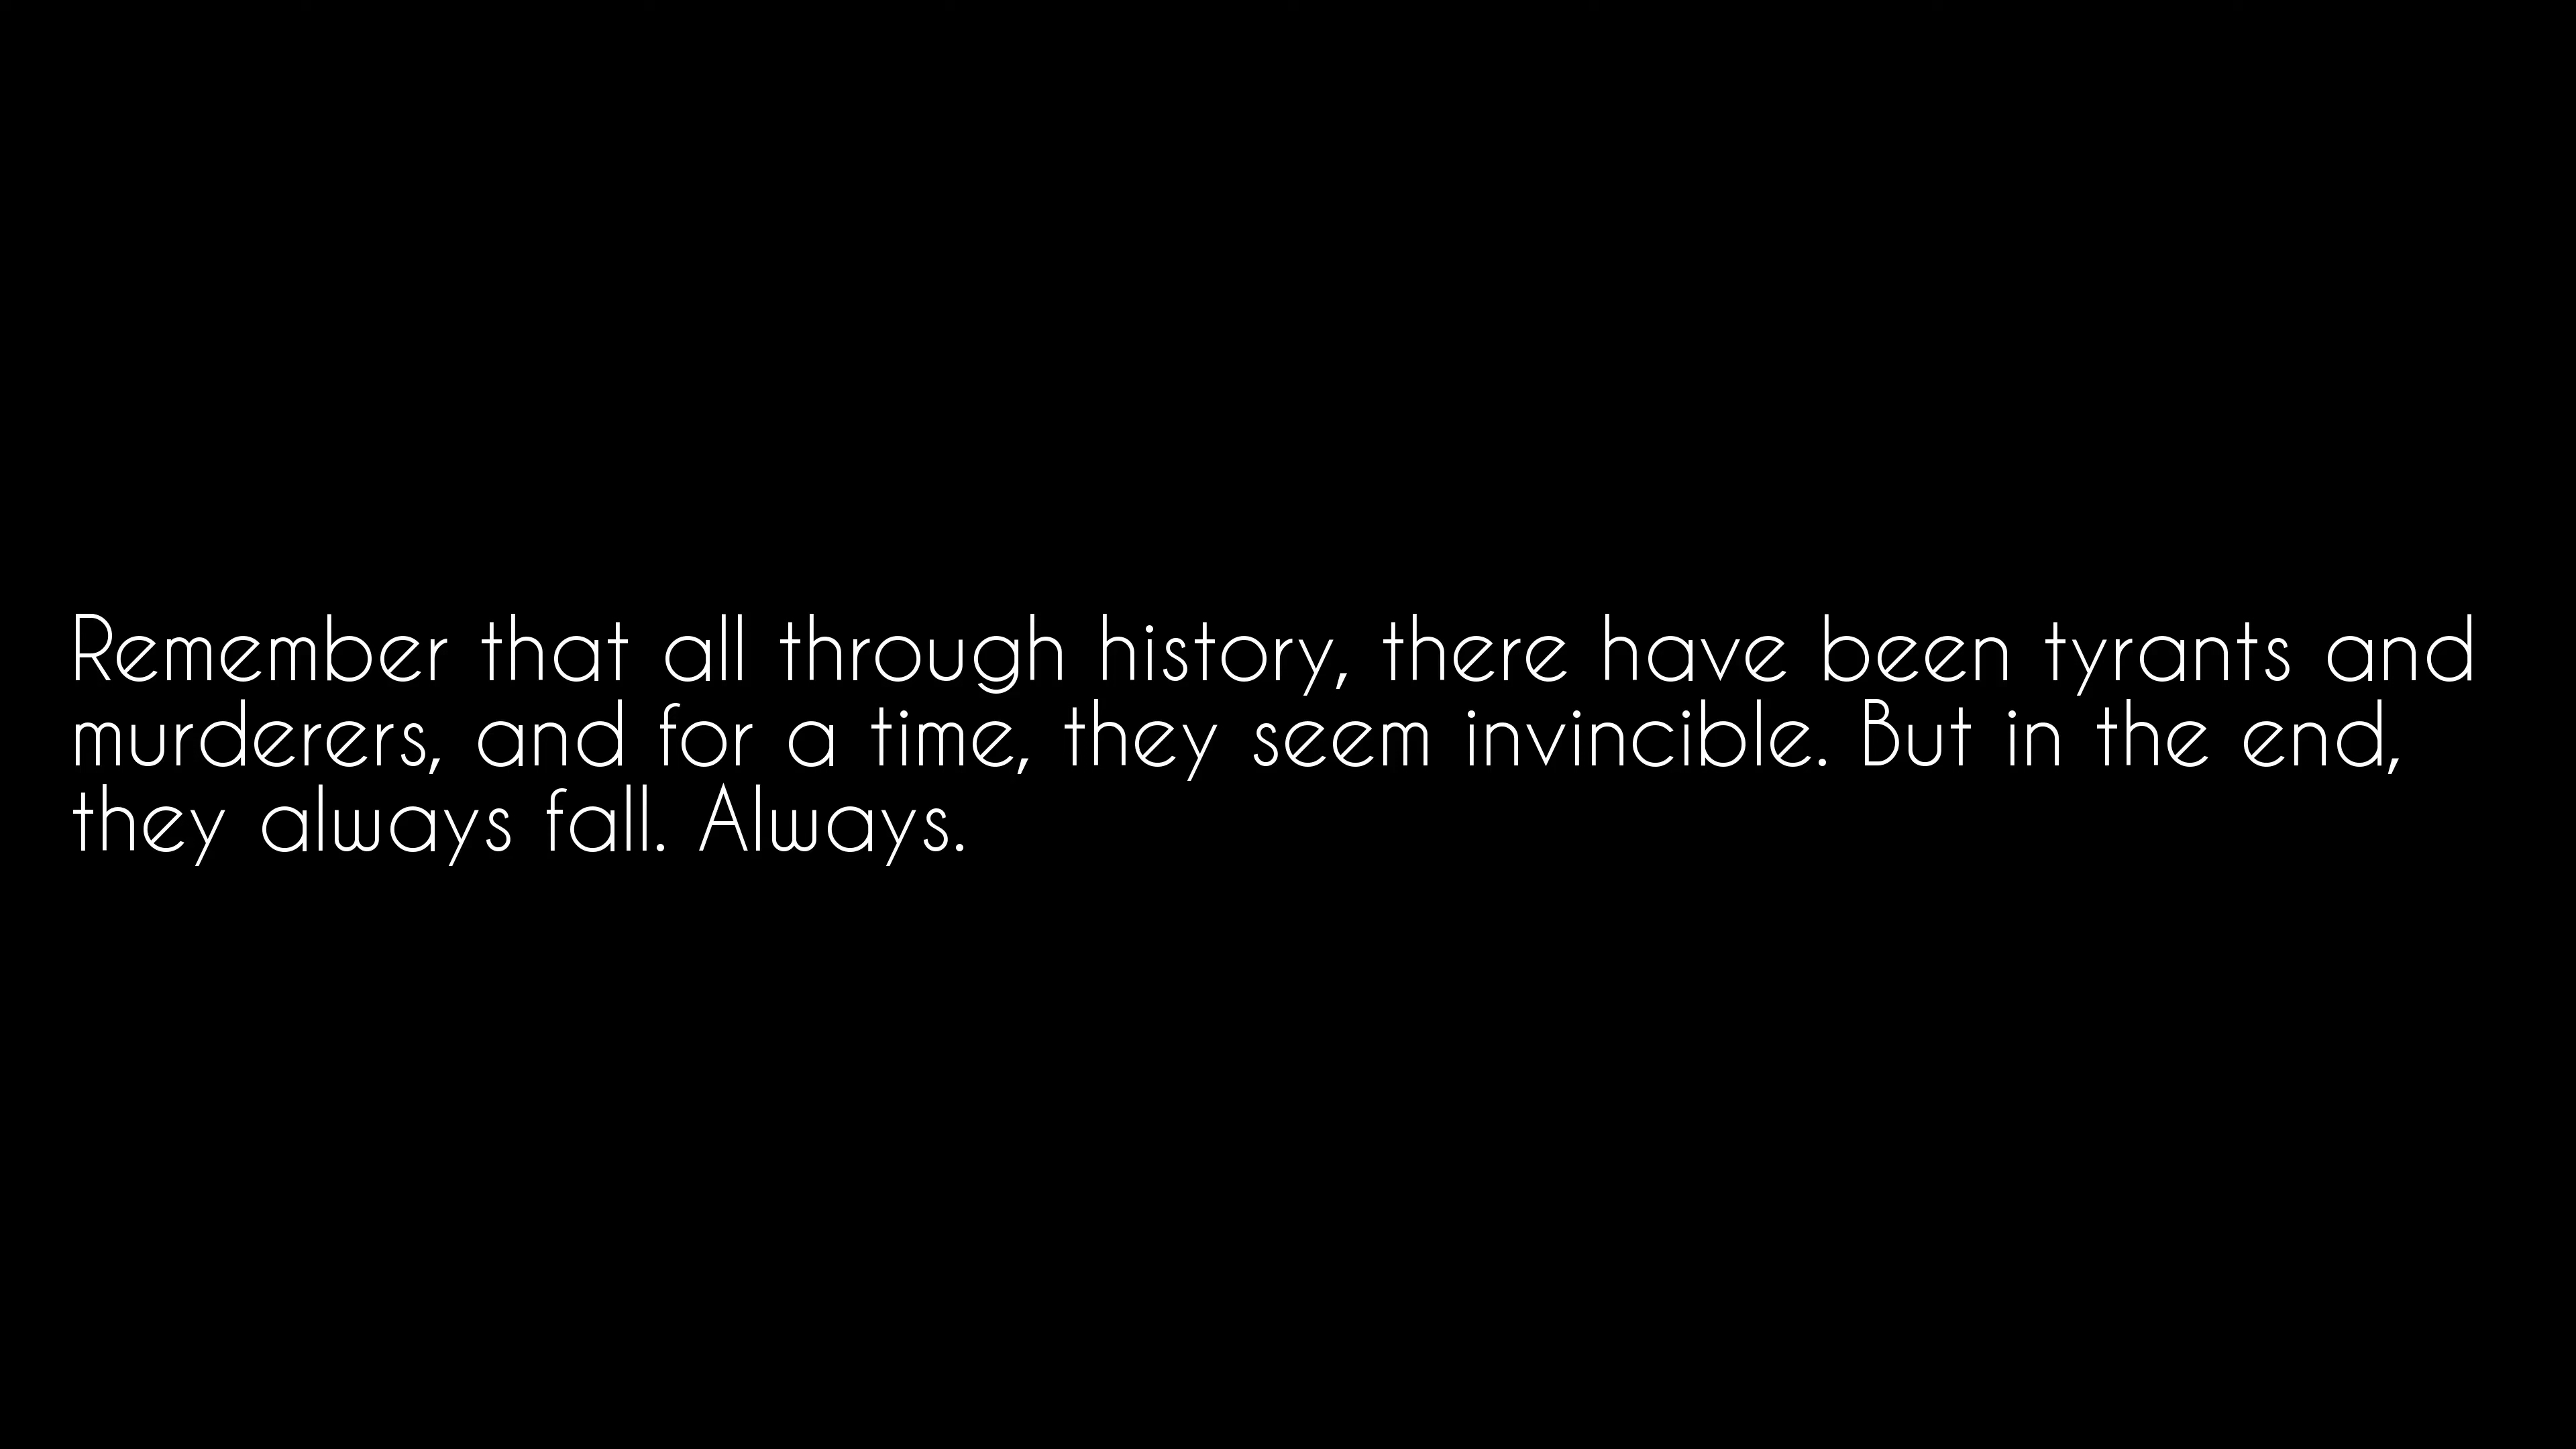 Remember that all through history, there have been tyrants and
murderers, and for a time, they seem invincible. But in the end,
they always fall. Always.